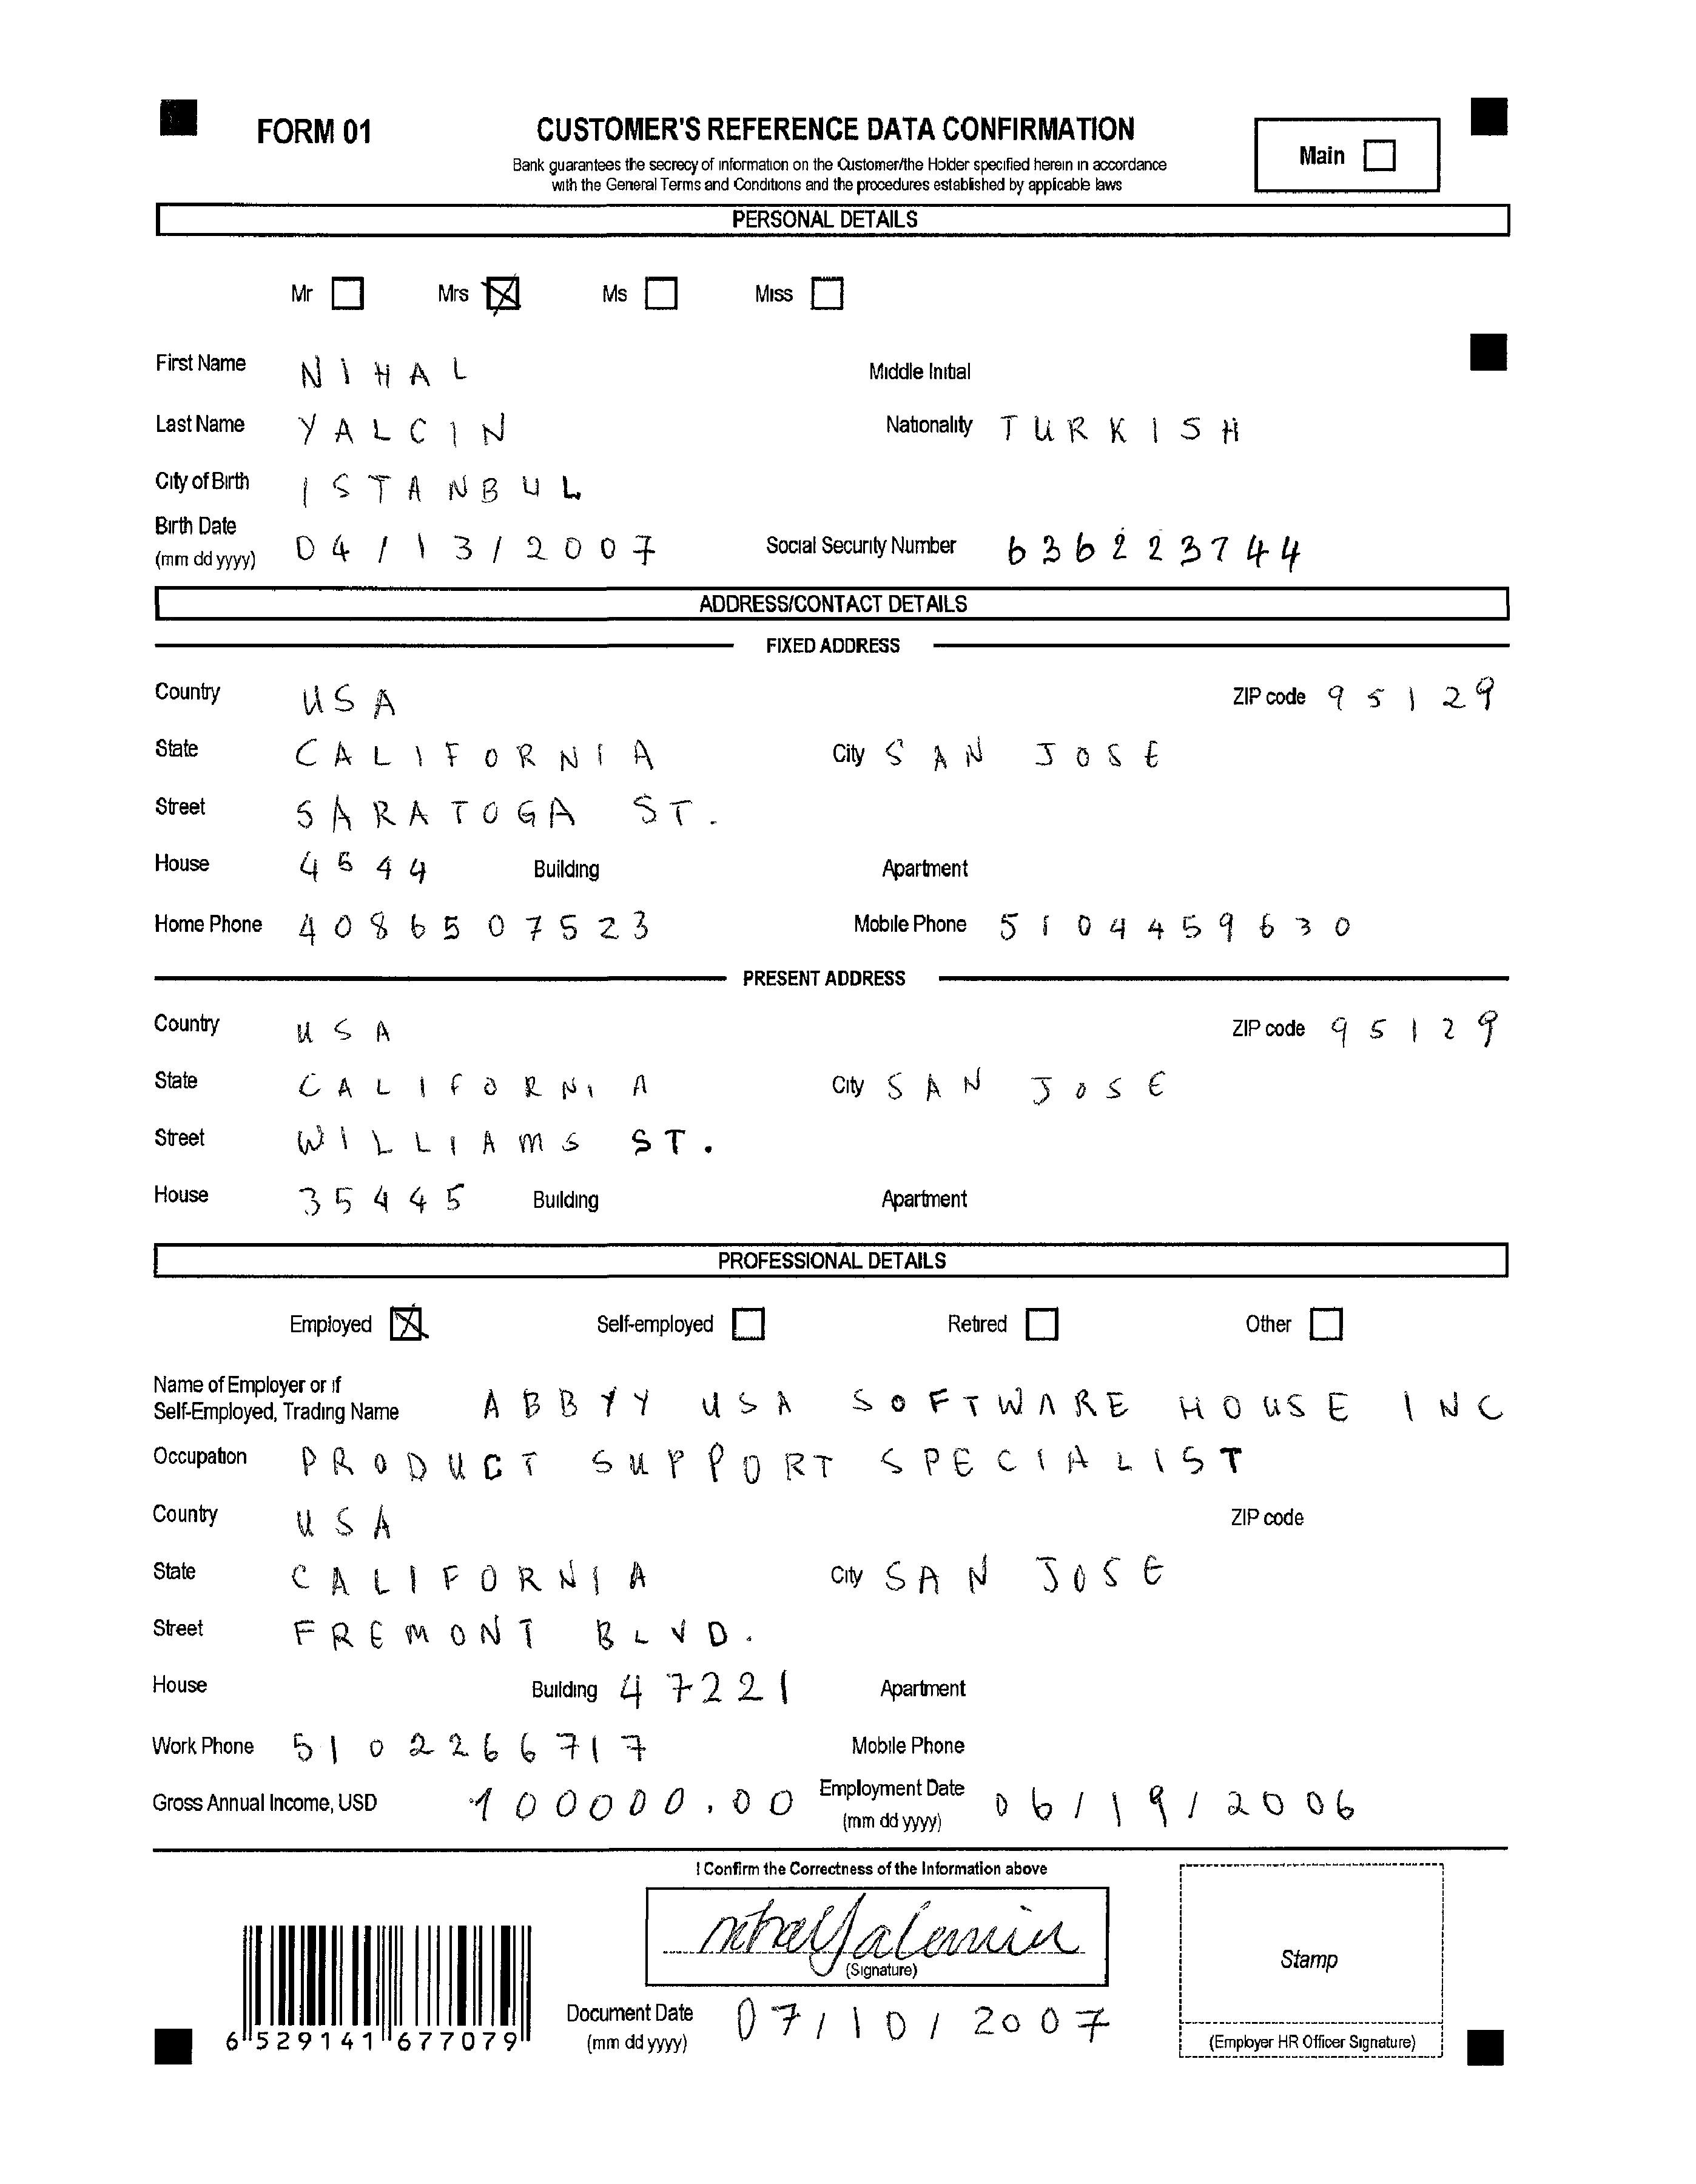 FORM 01
CUSTOMER'S REFERENCE DATA CONFIRMATION
Bank guarantees the secrecy of information on the Customer/the Holder specified herein in accordance
with the General Terms and Conditions and the procedures established by applicable laws
Main
PERSONAL DETAILS
Mr Mrs Ms Miss
First Name NIHAL Middle Initial
Last Name YALCIN Nationality TURKISH
City of Birth ISTANBUL
Birth Date
(mm dd yyyy) 04/13/2007 Social Security Number 636223744
ADDRESS/CONTACT DETAILS
FIXED ADDRESS
Country USA ZIP code 95129
State CALIFORNIA City SAN JOSE
Street SARATOGA ST.
House 4544 Building Apartment
Home Phone 4086507523 Mobile Phone 5104459630
PRESENT ADDRESS
Country USA ZIP code 95129
State CALIFORNIA City SAN JOSE
Street WILLIAMS ST.
House 35445 Building Apartment
PROFESSIONAL DETAILS
Employed Self-employed Retired Other
Name of Employer or if
Self-Employed, Trading Name ABBYY USA SOFTWARE HOUSE INC
Occupation PRODUCT SUPPORT SPECIALIST
Country USA ZIP code
State CALIFORNIA City SAN JOSE
Street FREMONT BLVD.
House Building 47221 Apartment
Work Phone 5102266717 Mobile Phone
Gross Annual Income, USD 100000.00 Employment Date
(mm dd yyyy) 06/19/2006
I Confirm the Correctness of the Information above
(Signature)
Stamp
Document Date
(mm dd yyyy) 07/10/2007
(Employer HR Officer Signature)
6 529141 677079